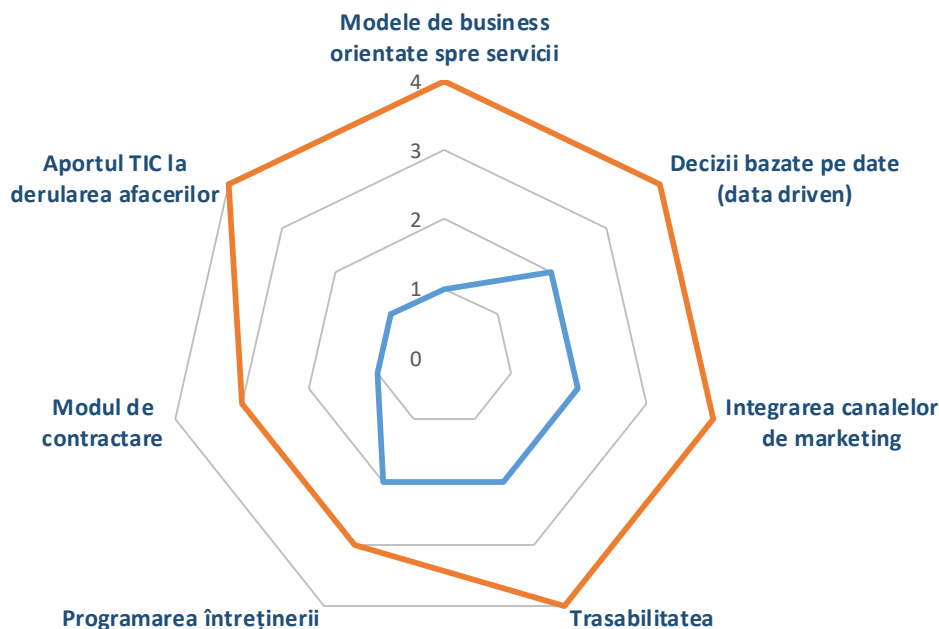 Modele de business
orientate spre servicii
4
3
2
1
0
Decizii bazate pe date
(data driven)
Integrarea canalelor
de marketing
Trasabilitatea
Programarea întreținerii
Modul de
contractare
Aportul TIC la
derularea afacerilor